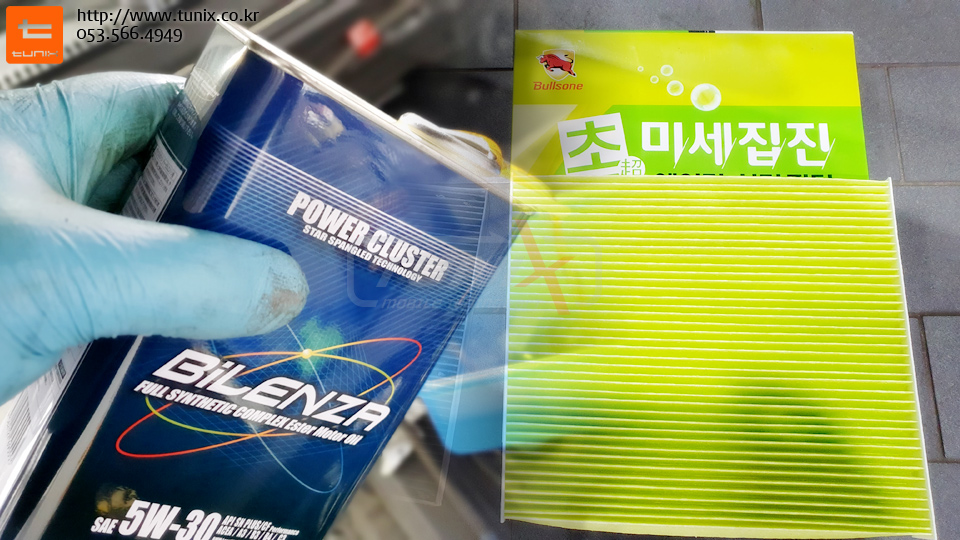 http://www.tunix.co.kr
053.566.4949
tunix
Bullsone
초超 미세집진
POWER CLUSTER
STAR SPANGLED TECHNOLOGY
BiLENZA
FULL SYNTHETIC COMPLEX Ester Motor Oil
SAE 5W-30